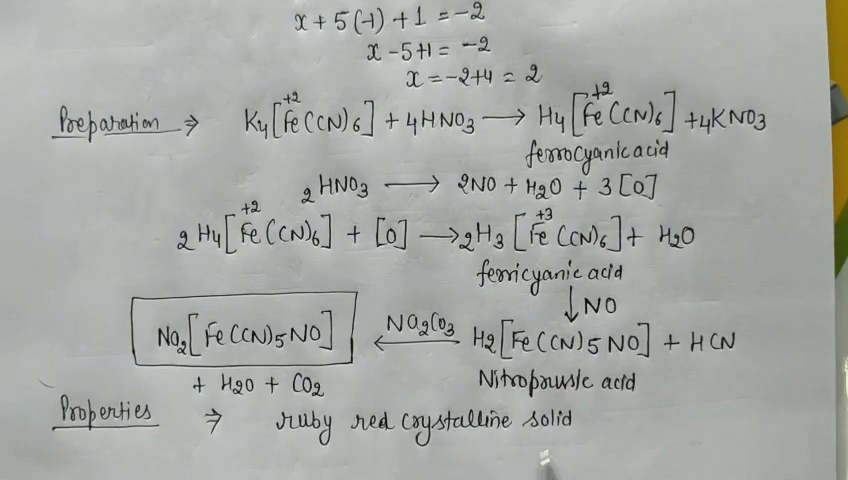 x + 5(-1) + 1 = -2
x - 5 + 1 = -2
x = -2+4 = 2
Preparation ⇒ K4[Fe(CN)6] + 4HNO3 → H4[Fe(CN)6] + 4KNO3
+2 +2
ferrocyanic acid
2HNO3 → 2NO + H2O + 3[O]
+2 +3
2H4[Fe(CN)6] + [O] → 2H3[Fe(CN)6] + H2O
ferricyanic acid
↓ NO
Na2[Fe(CN)5NO] ← Na2CO3 H2[Fe(CN)5NO] + HCN
+ H2O + CO2 Nitroprussic acid
Properties ⇒ ruby red crystalline solid